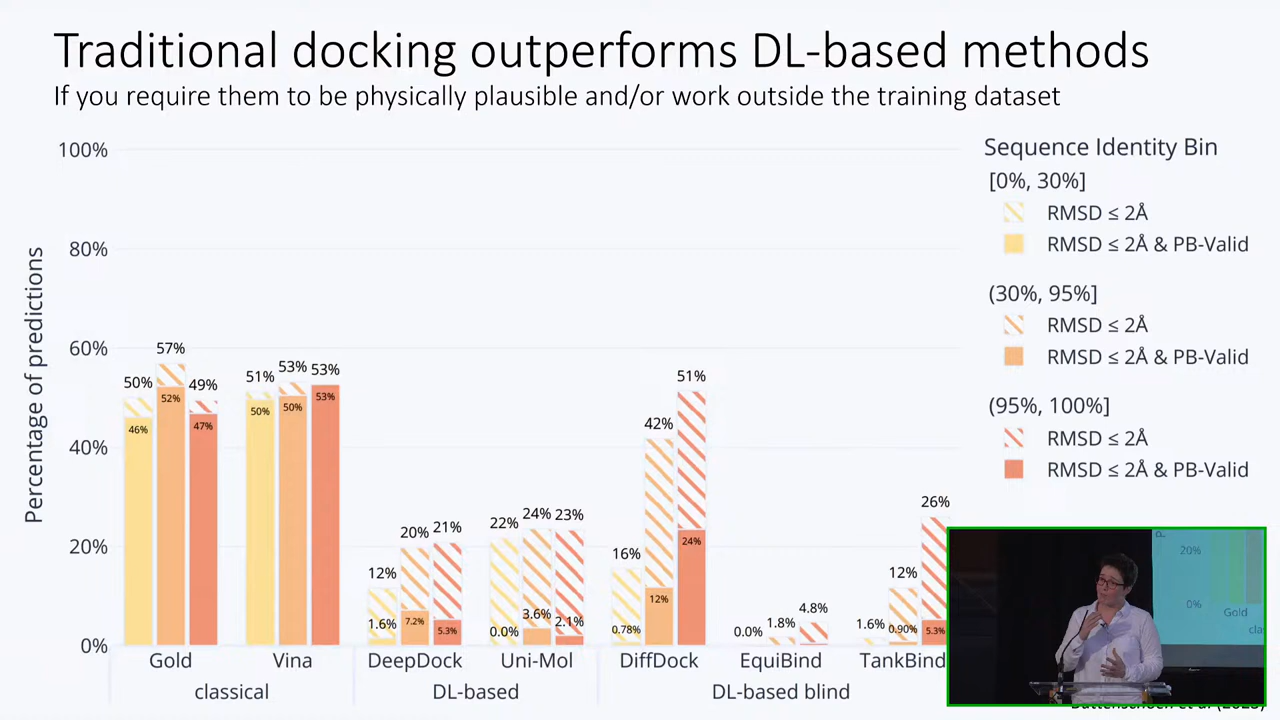 Traditional docking outperforms DL-based methods
If you require them to be physically plausible and/or work outside the training dataset
100%
80%
60%
40%
20%
0%
Percentage of predictions
50%
57%
49%
46%
52%
47%
51%
53%
53%
50%
50%
53%
12%
20%
21%
1.6%
7.2%
5.3%
22%
24%
23%
0.0%
3.6%
2.1%
16%
42%
51%
0.78%
12%
24%
0.0%
1.8%
4.8%
1.6%
12%
26%
0.90%
5.3%
Gold
Vina
DeepDock
Uni-Mol
DiffDock
EquiBind
TankBind
classical
DL-based
DL-based blind
Sequence Identity Bin
[0%, 30%]
RMSD ≤ 2Å
RMSD ≤ 2Å & PB-Valid
(30%, 95%]
RMSD ≤ 2Å
RMSD ≤ 2Å & PB-Valid
(95%, 100%]
RMSD ≤ 2Å
RMSD ≤ 2Å & PB-Valid
20%
0%
Gold